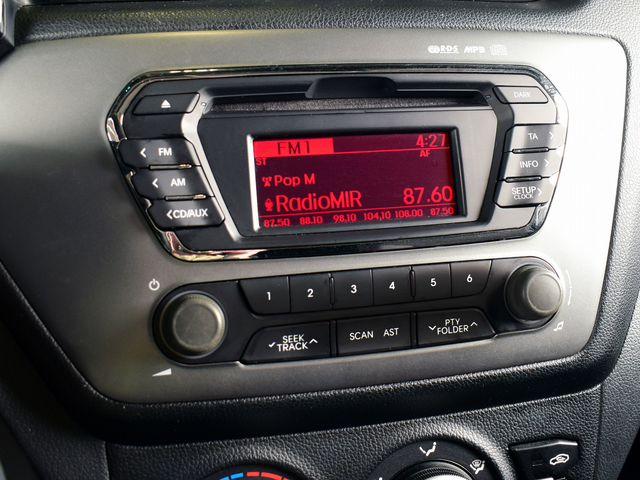 RDS MP3
DARK
FM1 4:27
ST AF
Pop M
RadioMIR 87.60
87.50 88.10 98.10 104.10 108.00 87.50
FM
AM
CD/AUX
TA
INFO
SETUP
CLOCK
1 2 3 4 5 6
SEEK
TRACK
SCAN AST
PTY
FOLDER